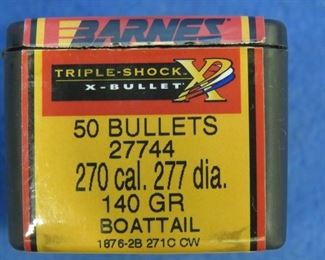 BARNES
TRIPLE-SHOCK X
X-BULLET
50 BULLETS
27744
270 cal. 277 dia.
140 GR
BOATTAIL
1876-2B 271C CW